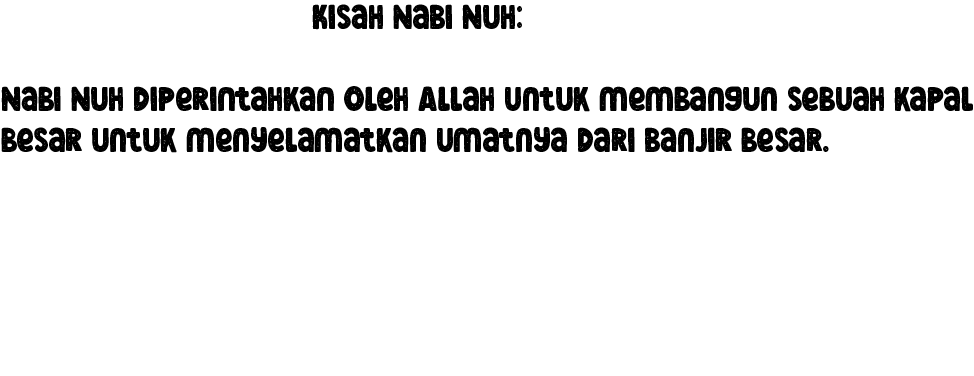 Kisah Nabi Nuh:
Nabi Nuh diperintahkan oleh Allah untuk membangun sebuah kapal
besar untuk menyelamatkan umatnya dari banjir besar.